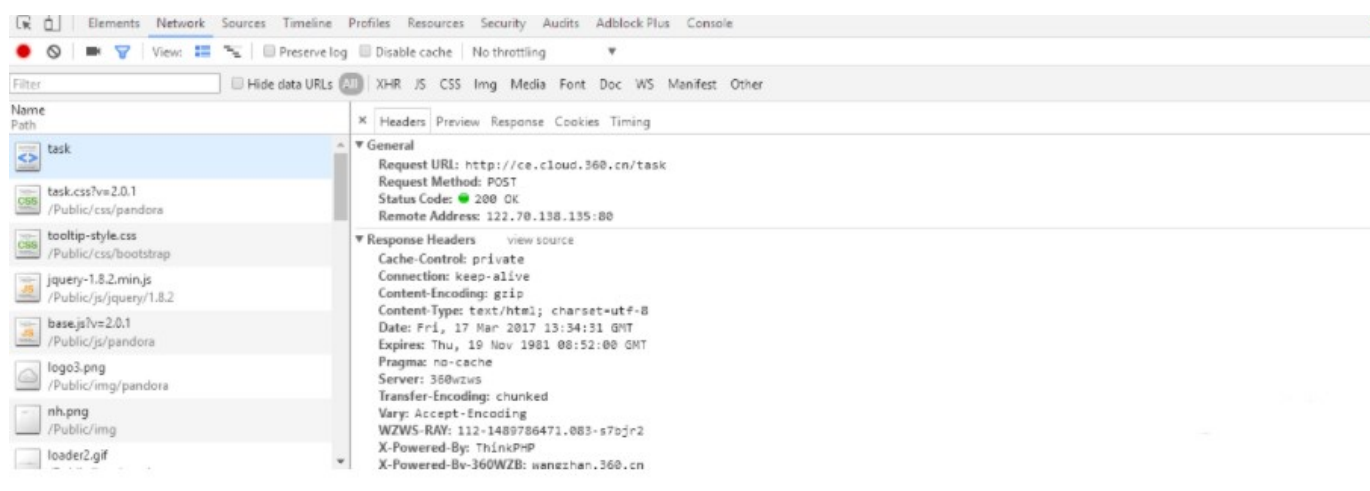 Elements Network Sources Timeline Profiles Resources Security Audits Adblock Plus Console
View: Preserve log Disable cache No throttling
Filter Hide data URLs All XHR JS CSS Img Media Font Doc WS Manifest Other
Name
Path
task
task.css?v=2.0.1
/Public/css/pandora
tooltip-style.css
/Public/css/bootstrap
jquery-1.8.2.min.js
/Public/js/jquery/1.8.2
base.js?v=2.0.1
/Public/js/pandora
logo3.png
/Public/img/pandora
nh.png
/Public/img
loader2.gif
× Headers Preview Response Cookies Timing
General
Request URL: http://ce.cloud.360.cn/task
Request Method: POST
Status Code: 200 OK
Remote Address: 122.70.138.135:80
Response Headers view source
Cache-Control: private
Connection: keep-alive
Content-Encoding: gzip
Content-Type: text/html; charset=utf-8
Date: Fri, 17 Mar 2017 13:34:31 GMT
Expires: Thu, 19 Nov 1981 08:52:00 GMT
Pragma: no-cache
Server: 360wzws
Transfer-Encoding: chunked
Vary: Accept-Encoding
WZWS-RAY: 112-1489786471.083-s7bjr2
X-Powered-By: ThinkPHP
X-Powered-By-360WZB: wangzhan.360.cn